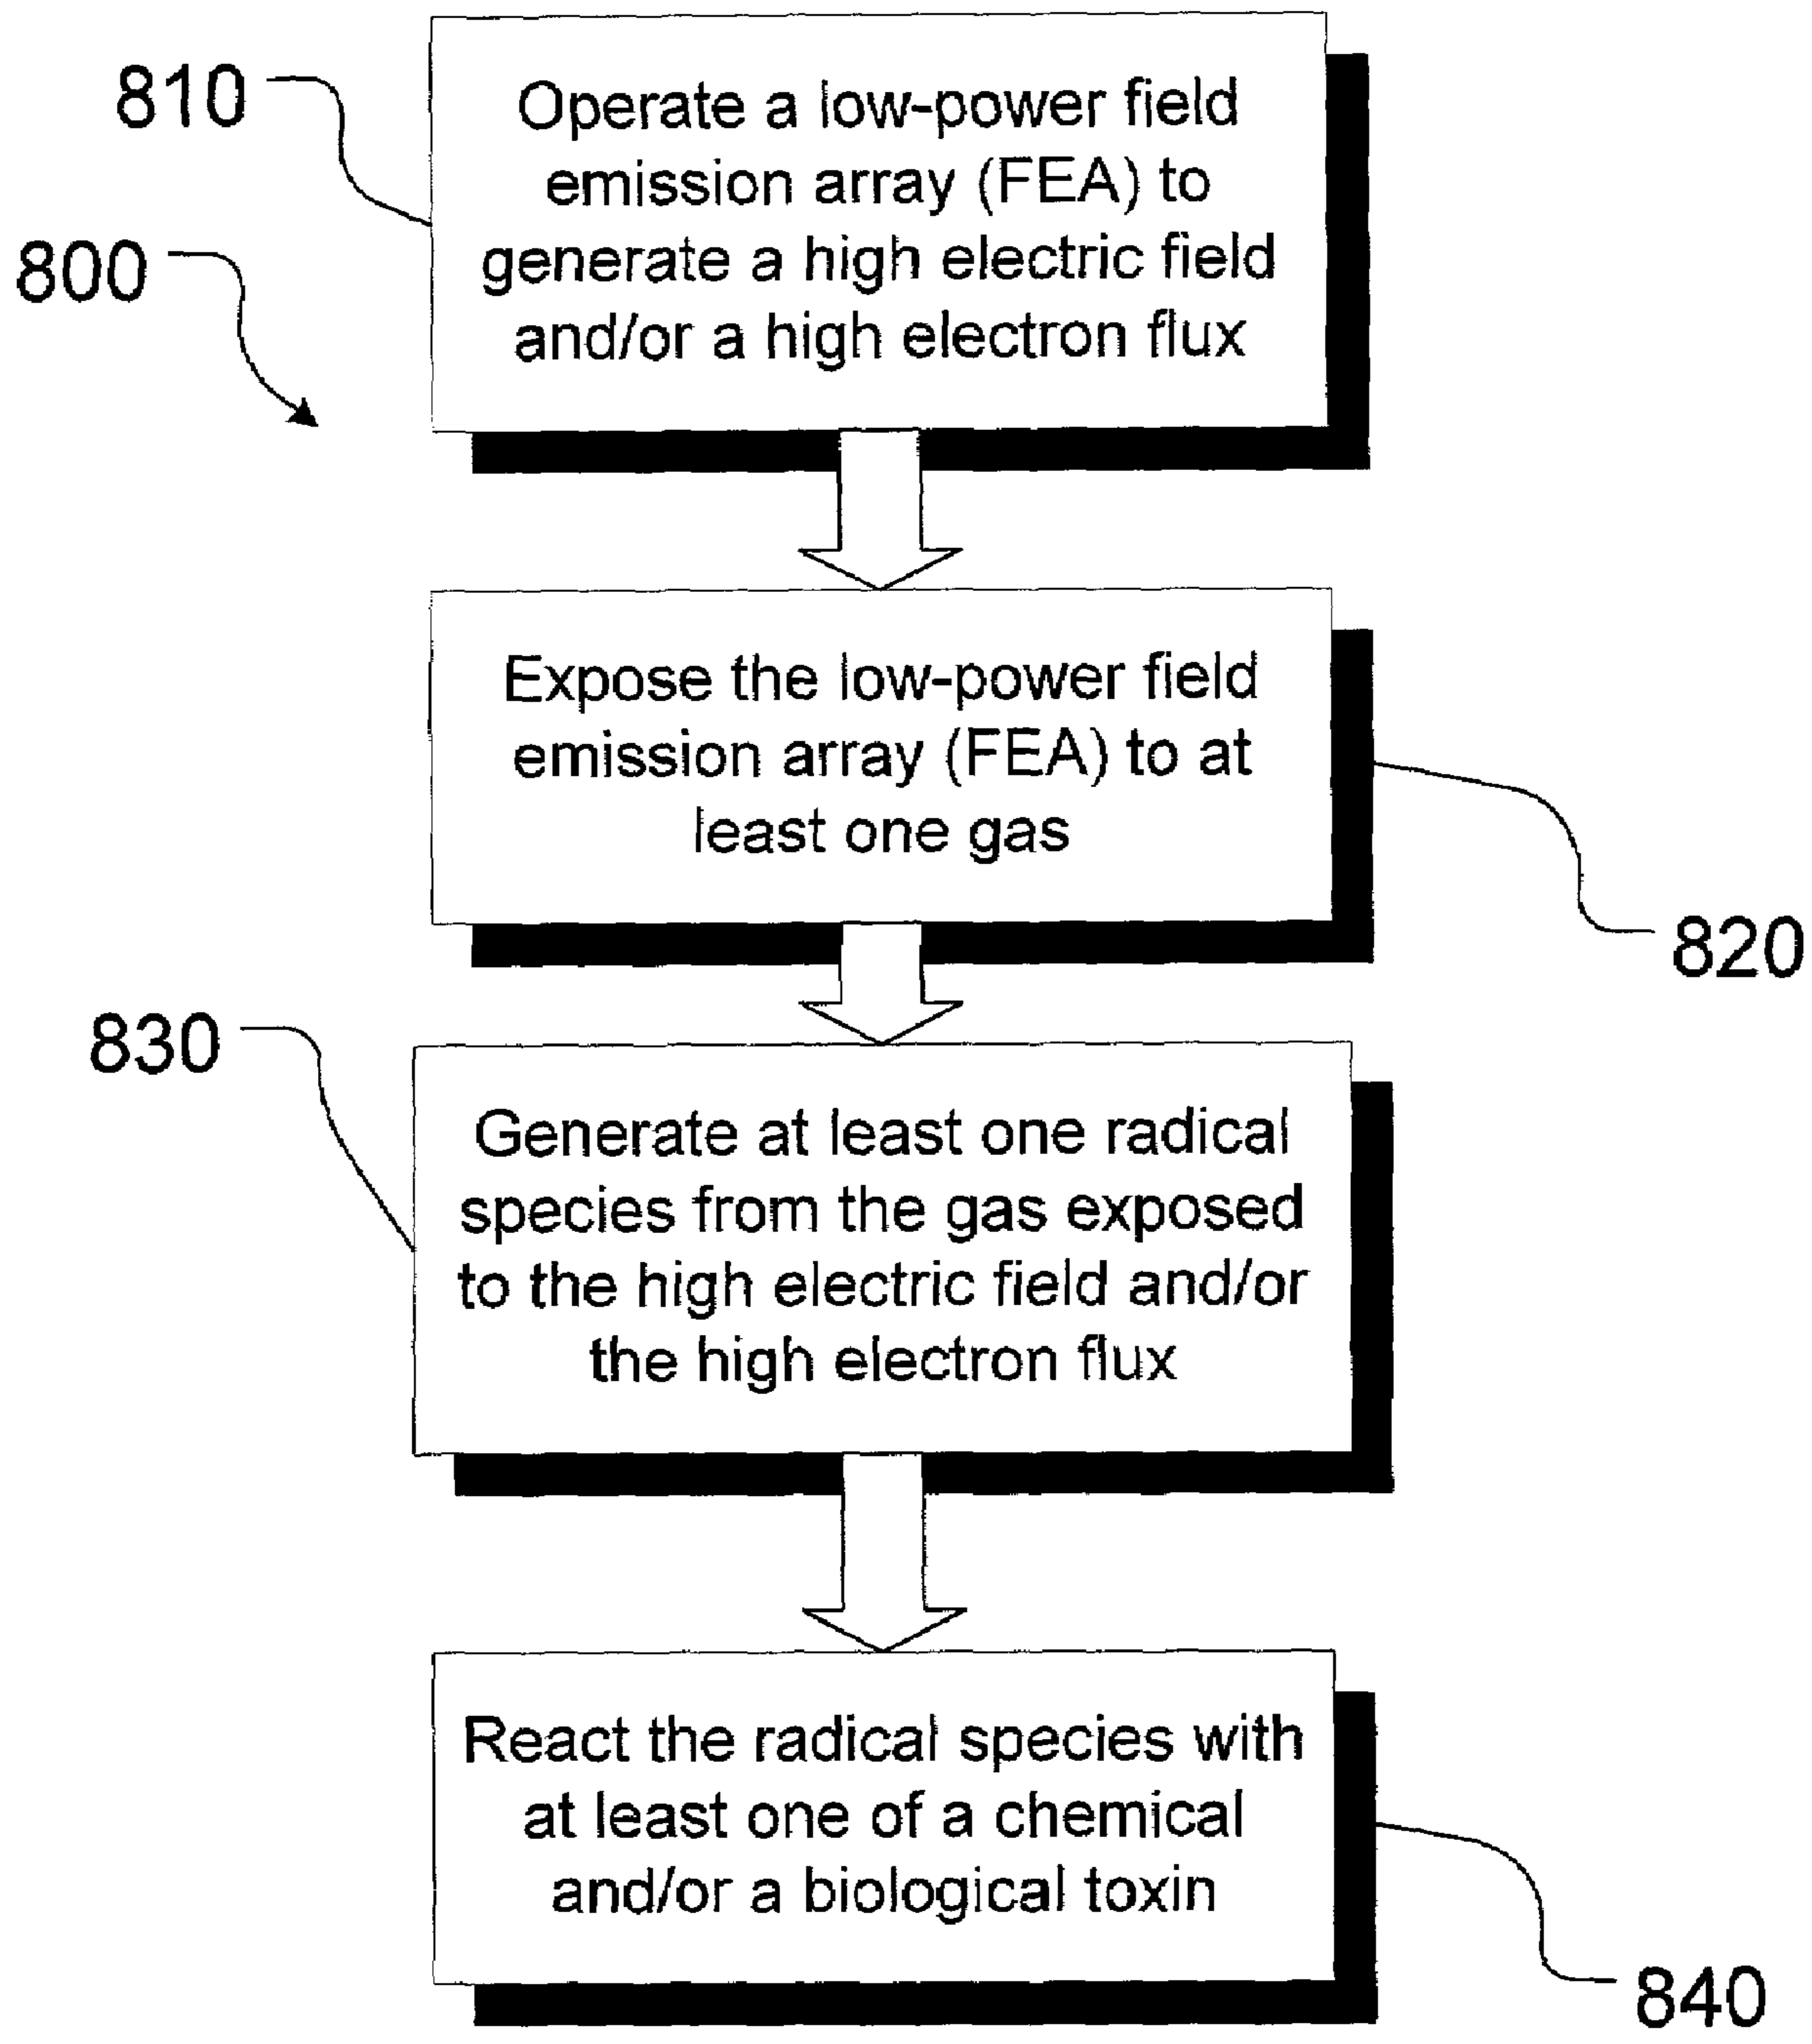 810
Operate a low-power field
emission array (FEA) to
generate a high electric field
and/or a high electron flux
800
Expose the low-power field
emission array (FEA) to at
least one gas
820
830
Generate at least one radical
species from the gas exposed
to the high electric field and/or
the high electron flux
React the radical species with
at least one of a chemical
and/or a biological toxin
840